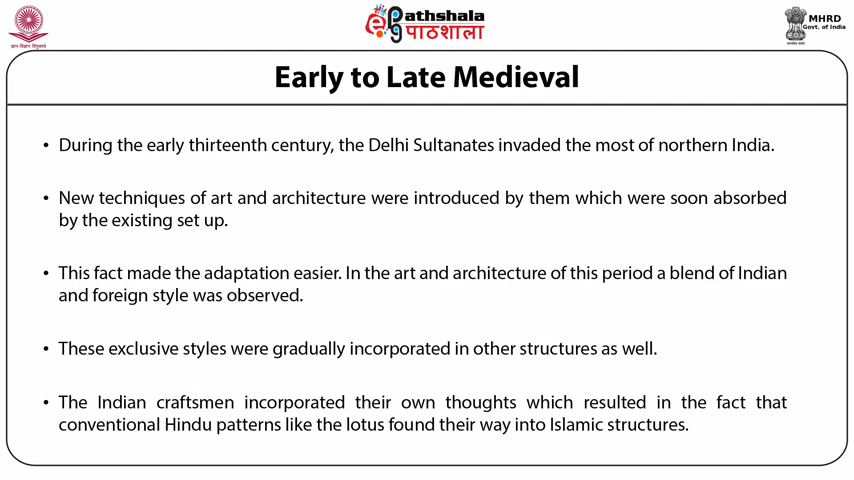 ज्ञान-विज्ञान विमुक्तये
ePathshala
पाठशाला
MHRD
Govt. of India
सत्यमेव जयते
Early to Late Medieval
• During the early thirteenth century, the Delhi Sultanates invaded the most of northern India.
• New techniques of art and architecture were introduced by them which were soon absorbed
by the existing set up.
• This fact made the adaptation easier. In the art and architecture of this period a blend of Indian
and foreign style was observed.
• These exclusive styles were gradually incorporated in other structures as well.
• The Indian craftsmen incorporated their own thoughts which resulted in the fact that
conventional Hindu patterns like the lotus found their way into Islamic structures.